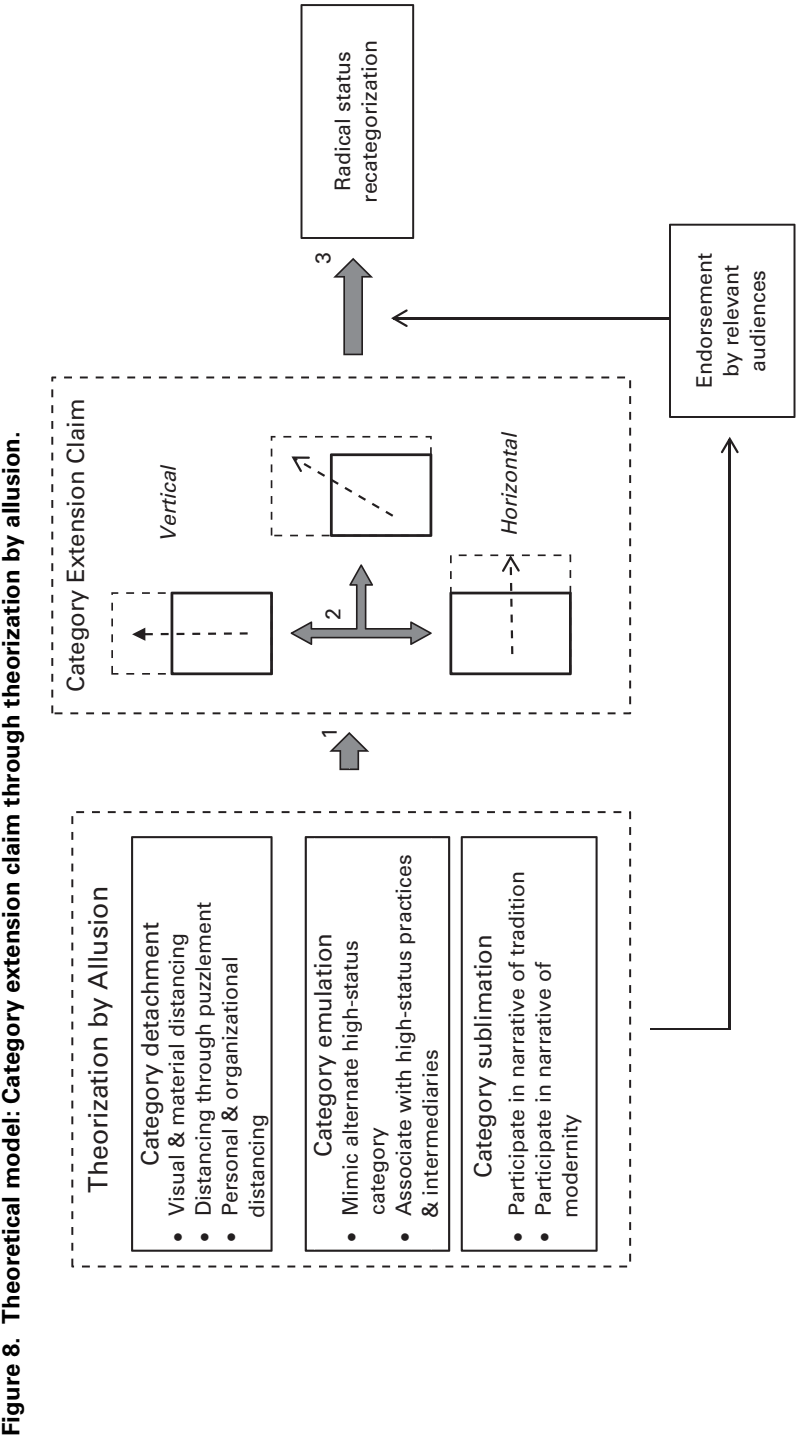 Figure 8. Theoretical model: Category extension claim through theorization by allusion.
Theorization by Allusion
Category detachment
• Visual & material distancing
• Distancing through puzzlement
• Personal & organizational
distancing
Category emulation
• Mimic alternate high-status
category
• Associate with high-status practices
& intermediaries
Category sublimation
• Participate in narrative of tradition
• Participate in narrative of
modernity
1
Category Extension Claim
Vertical
2
Horizontal
3
Radical status
recategorization
Endorsement
by relevant
audiences